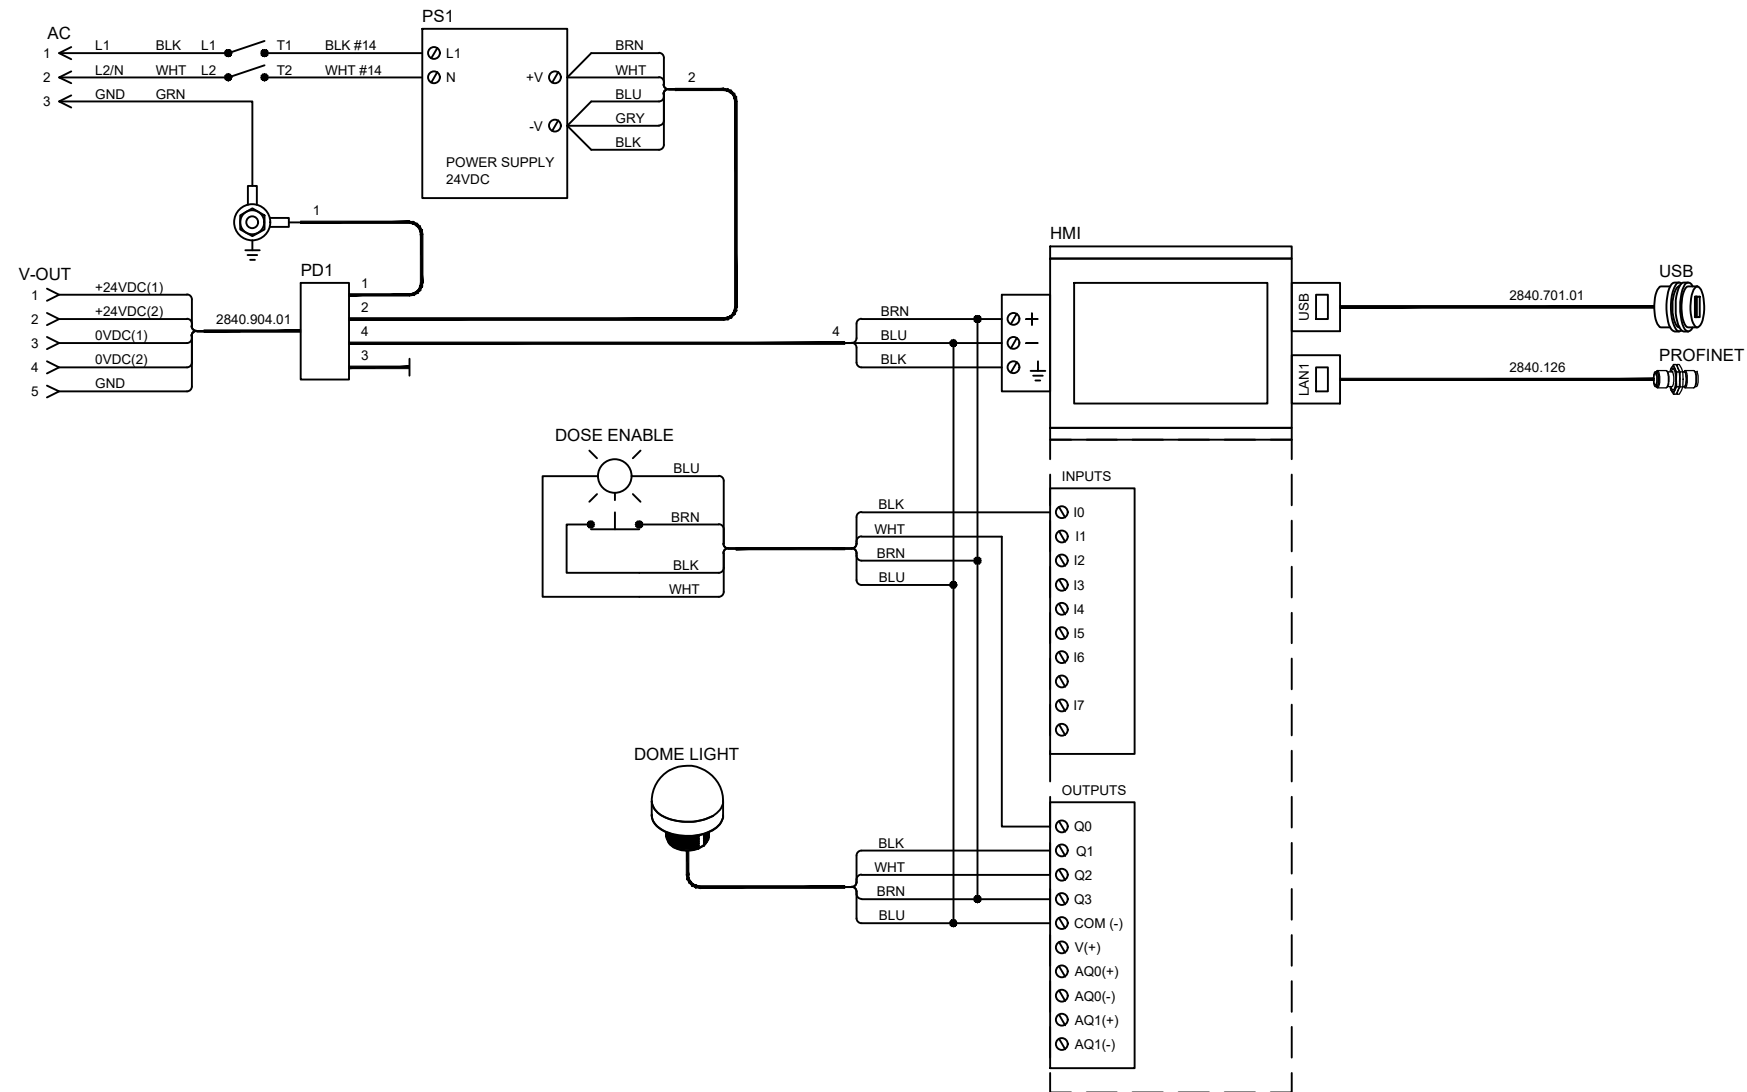 PS1
AC
1 L1 BLK L1 T1 BLK #14 L1
2 L2/N WHT L2 T2 WHT #14 N
3 GND GRN
+V
-V
POWER SUPPLY
24VDC
BRN
WHT
BLU
GRY
BLK
2
1
V-OUT
1 +24VDC(1)
2 +24VDC(2)
3 0VDC(1)
4 0VDC(2)
5 GND
2840.904.01
PD1
1
2
4
3
4
BRN
BLU
BLK
HMI
+
−
USB
LAN1
2840.701.01
USB
2840.126
PROFINET
DOSE ENABLE
BLU
BRN
BLK
WHT
BLK
WHT
BRN
BLU
INPUTS
I0
I1
I2
I3
I4
I5
I6
I7
DOME LIGHT
BLK
WHT
BRN
BLU
OUTPUTS
Q0
Q1
Q2
Q3
COM (-)
V(+)
AQ0(+)
AQ0(-)
AQ1(+)
AQ1(-)